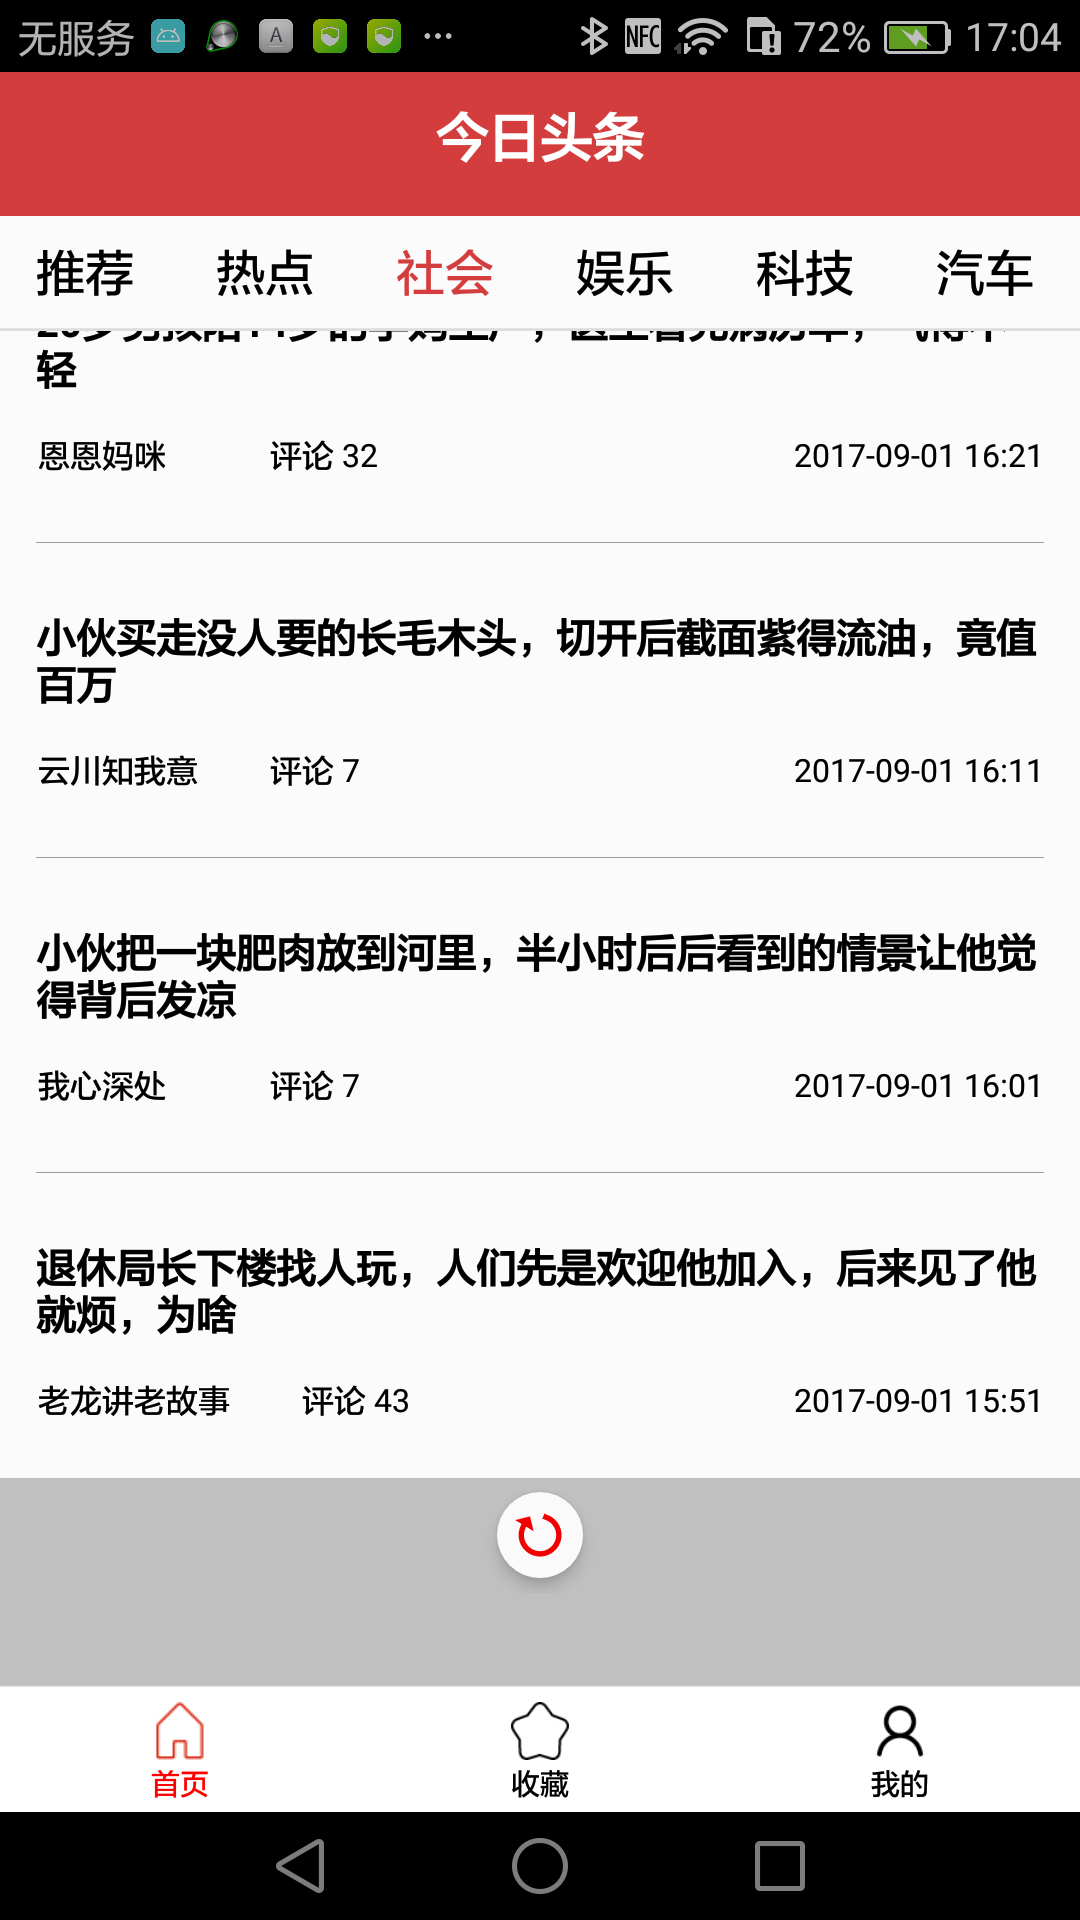 无服务
NFC
72%
17:04
今日头条
推荐 热点 社会 娱乐 科技 汽车
轻
恩恩妈咪 评论 32 2017-09-01 16:21
小伙买走没人要的长毛木头，切开后截面紫得流油，竟值
百万
云川知我意 评论 7 2017-09-01 16:11
小伙把一块肥肉放到河里，半小时后后看到的情景让他觉
得背后发凉
我心深处 评论 7 2017-09-01 16:01
退休局长下楼找人玩，人们先是欢迎他加入，后来见了他
就烦，为啥
老龙讲老故事 评论 43 2017-09-01 15:51
首页 收藏 我的